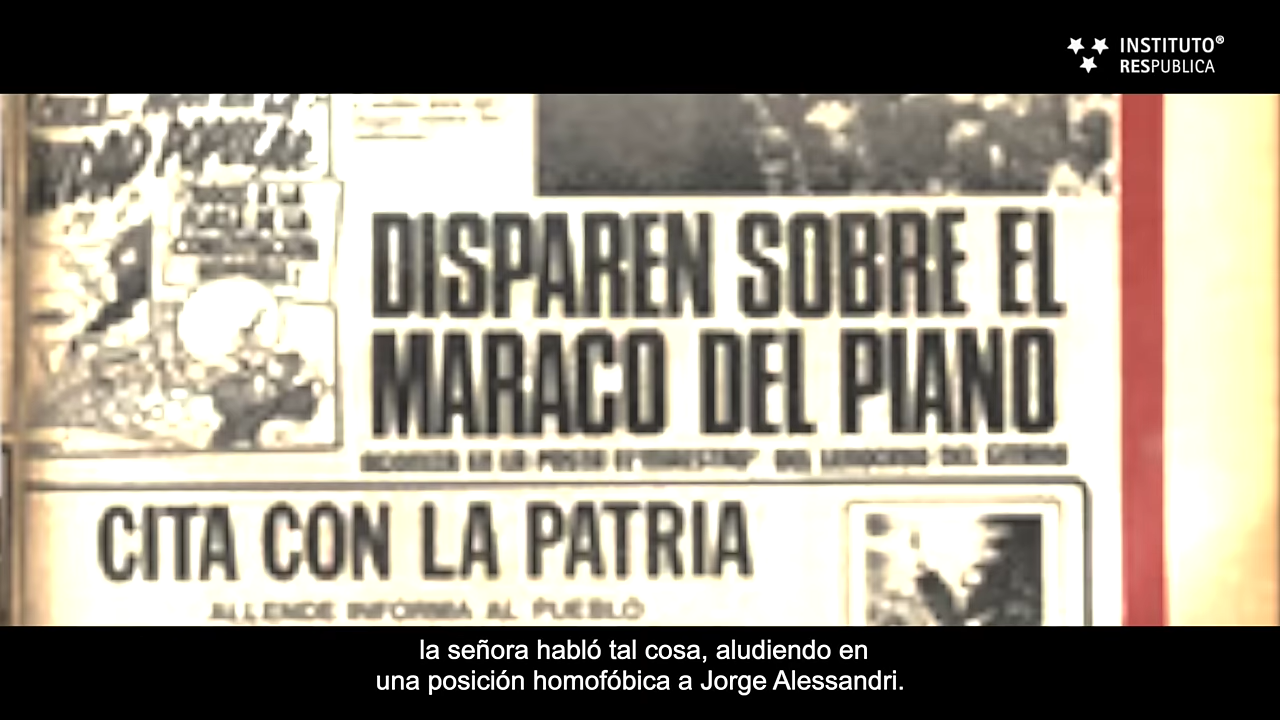 INSTITUTO®
RESPUBLICA
DISPAREN SOBRE EL
MARACO DEL PIANO
CITA CON LA PATRIA
ALLENDE INFORMA AL PUEBLO
la señora habló tal cosa, aludiendo en
una posición homofóbica a Jorge Alessandri.